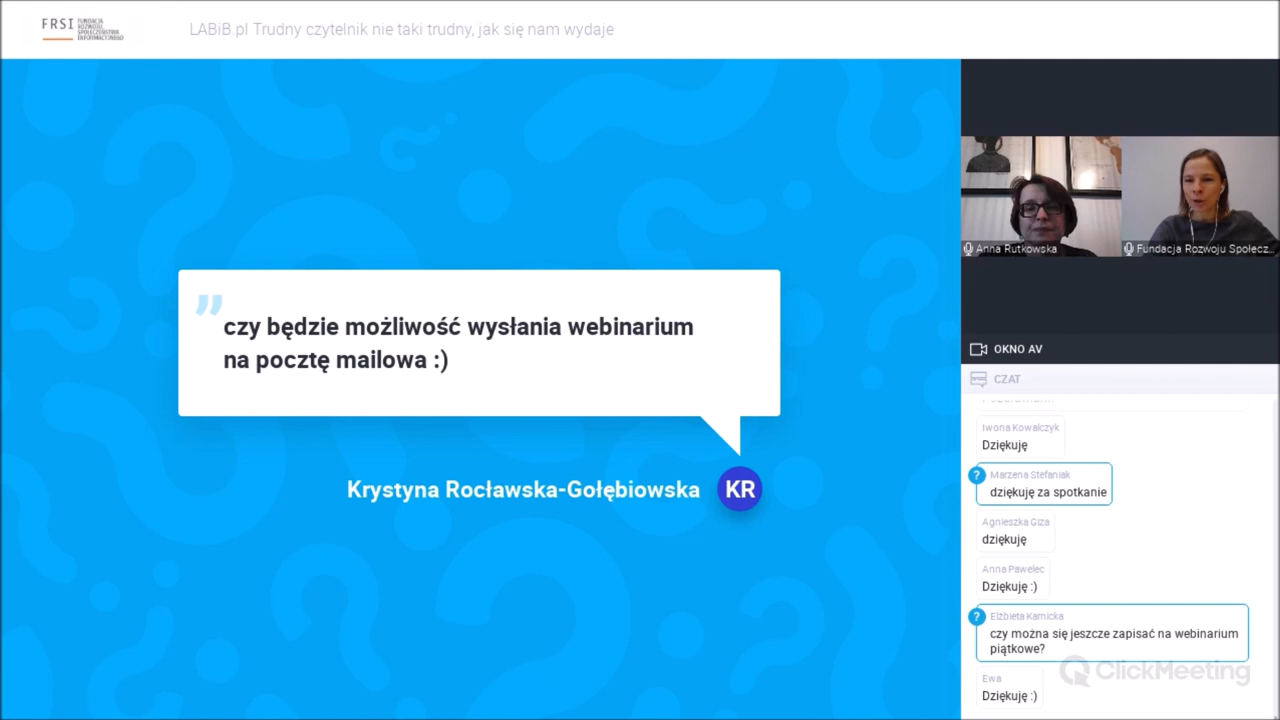 FRSI
FUNDACJA
ROZWOJU
SPOŁECZEŃSTWA
INFORMACYJNEGO
LABiB.pl Trudny czytelnik nie taki trudny, jak się nam wydaje
”
czy będzie możliwość wysłania webinarium
na pocztę mailowa :)
Krystyna Rocławska-Gołębiowska
KR
Anna Rutkowska
Fundacja Rozwoju Społecz...
OKNO AV
CZAT
Iwona Kowalczyk
Dziękuję
?
Marzena Stefaniak
dziękuję za spotkanie
Agnieszka Giza
dziękuję
Anna Pawelec
Dziękuję :)
?
Elżbieta Karnicka
czy można się jeszcze zapisać na webinarium
piątkowe?
ClickMeeting
Ewa
Dziękuję :)